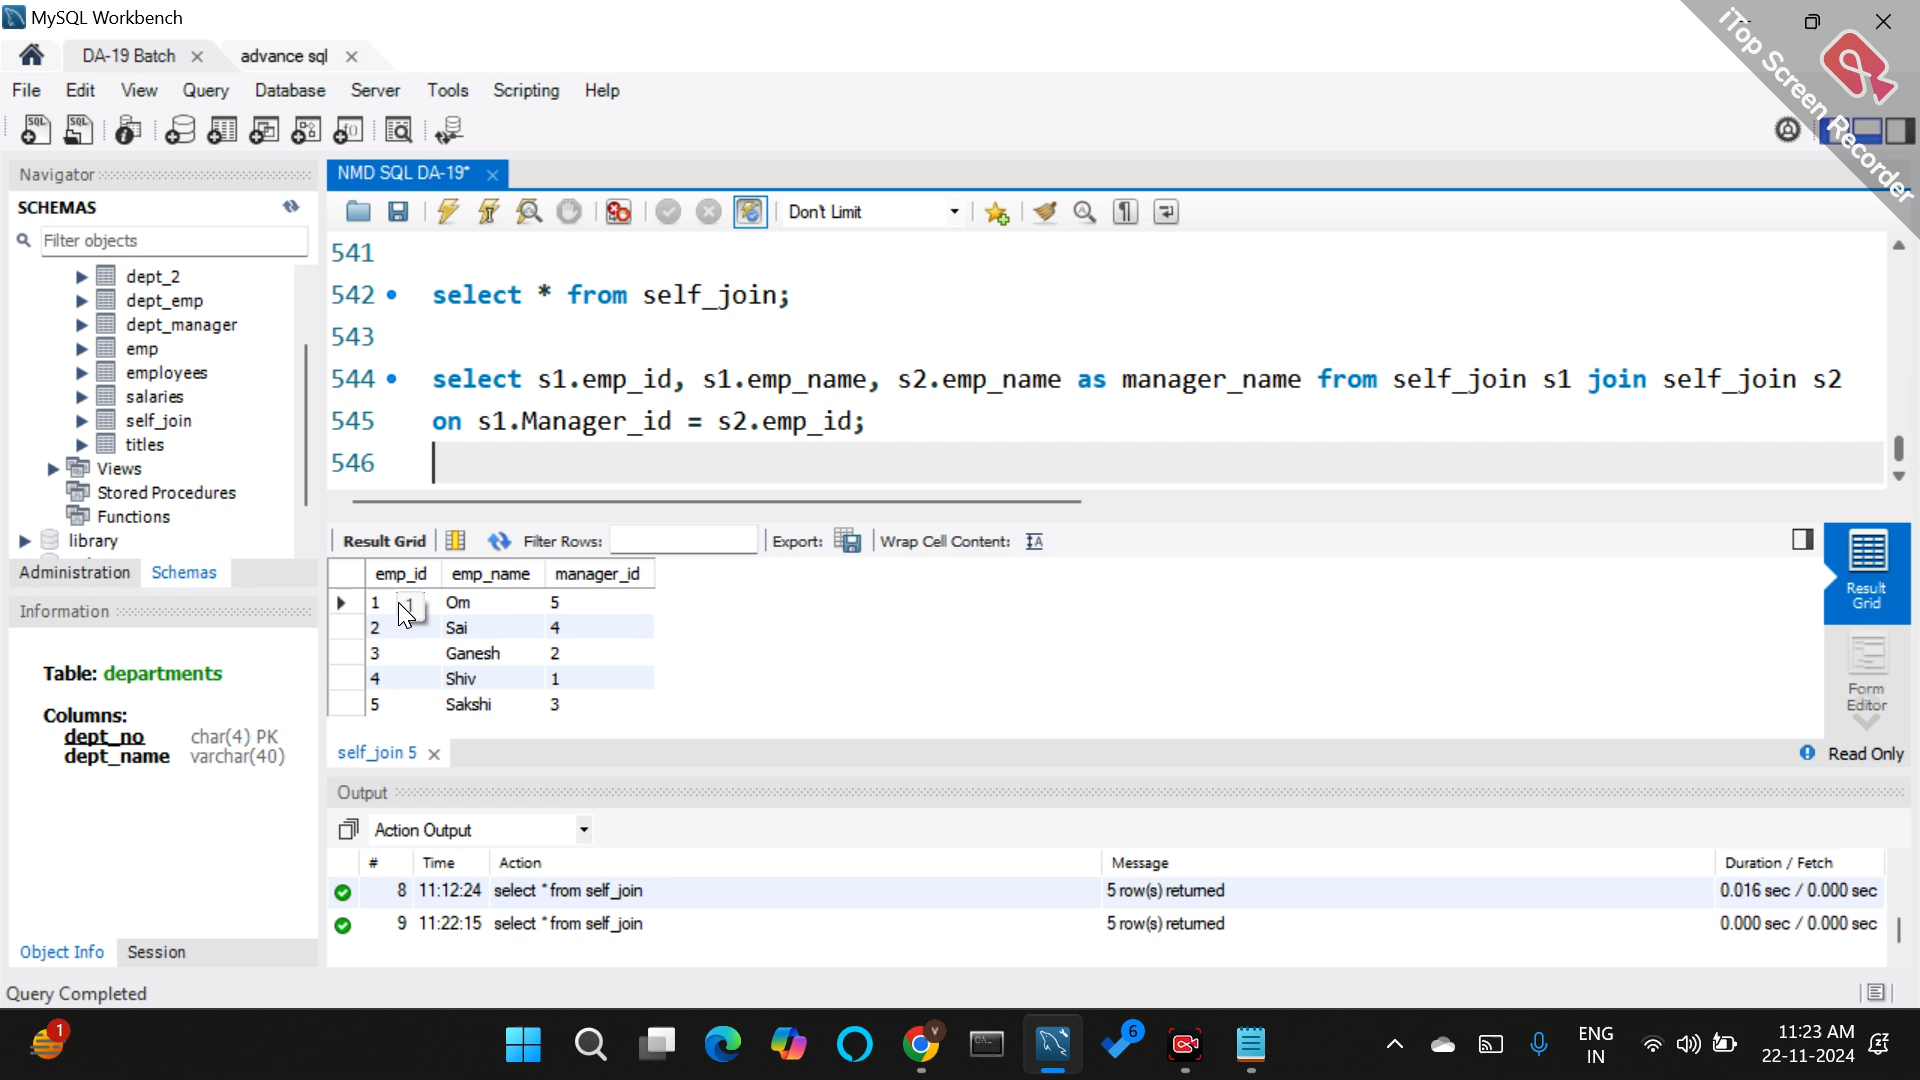 MySQL Workbench
DA-19 Batch
advance sql
File Edit View Query Database Server Tools Scripting Help
iTop Screen Recorder
Navigator
SCHEMAS
Filter objects
dept_2
dept_emp
dept_manager
emp
employees
salaries
self_join
titles
Views
Stored Procedures
Functions
library
Administration Schemas
Information
Table: departments
Columns:
dept_no char(4) PK
dept_name varchar(40)
Object Info Session
NMD SQL DA-19*
Don't Limit
541
542 select * from self_join;
543
544 select s1.emp_id, s1.emp_name, s2.emp_name as manager_name from self_join s1 join self_join s2
545 on s1.Manager_id = s2.emp_id;
546
Result Grid Filter Rows: Export: Wrap Cell Content:
emp_id emp_name manager_id
1 1 Om 5
2 Sai 4
3 Ganesh 2
4 Shiv 1
5 Sakshi 3
Result
Grid
Form
Editor
self_join 5
Read Only
Output
Action Output
# Time Action Message Duration / Fetch
8 11:12:24 select * from self_join 5 row(s) returned 0.016 sec / 0.000 sec
9 11:22:15 select * from self_join 5 row(s) returned 0.000 sec / 0.000 sec
Query Completed
1
V
6
ENG
IN
11:23 AM
22-11-2024